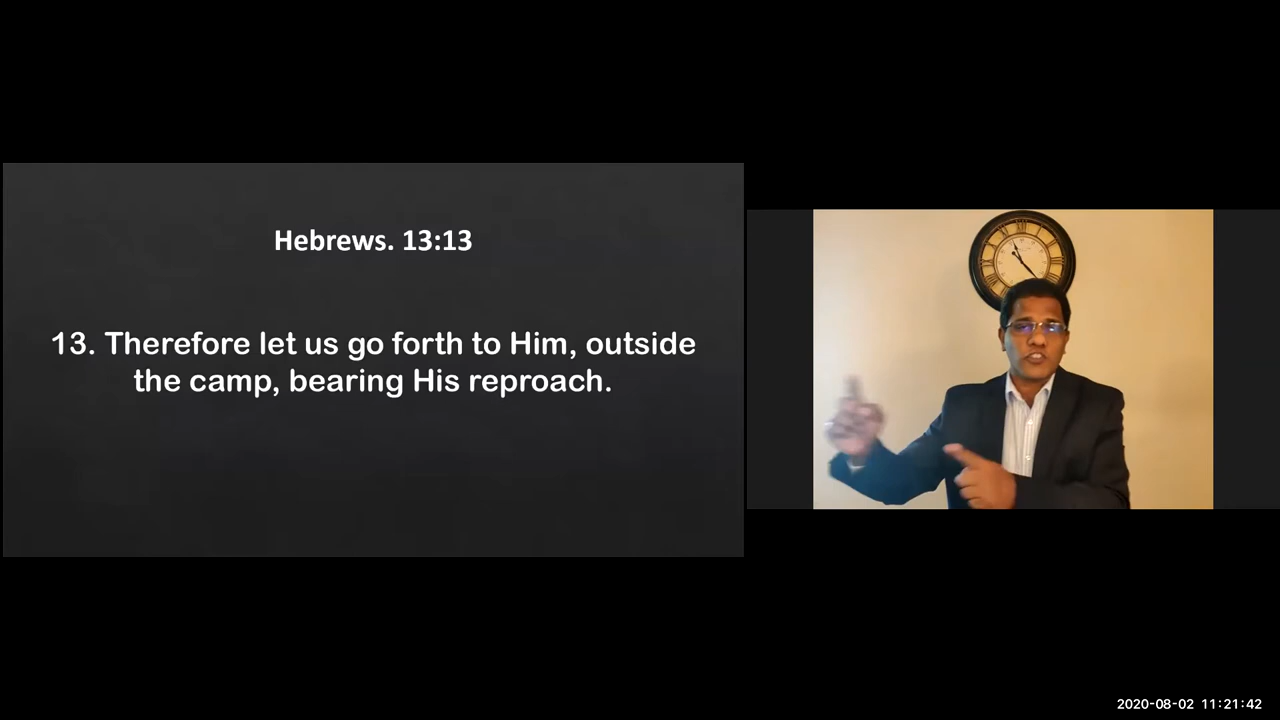 Hebrews. 13:13
13. Therefore let us go forth to Him, outside
the camp, bearing His reproach.
2020-08-02 11:21:42